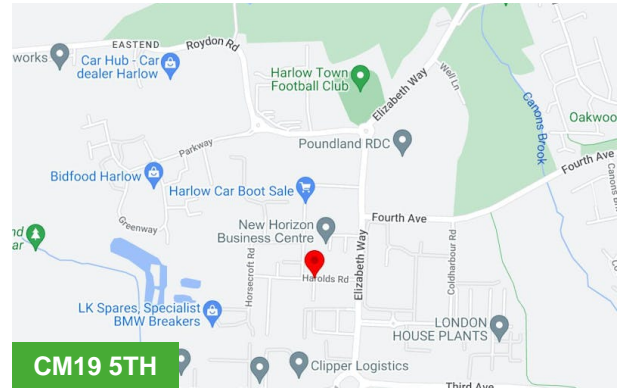 works
EASTEND
Roydon Rd
Car Hub - Car
dealer Harlow
Harlow Town
Football Club
Elizabeth Way
Well Ln
Canons Brook
Oakwoo
Parkway
Poundland RDC
Fourth Ave
Canons B
Bidfood Harlow
Harlow Car Boot Sale
Greenway
Fourth Ave
New Horizon
Business Centre
nd
ar
Horsecroft Rd
Harolds Rd
Elizabeth Way
Coldharbour Rd
LK Spares, Specialist
BMW Breakers
LONDON
HOUSE PLANTS
CM19 5TH
Clipper Logistics
Third Ave